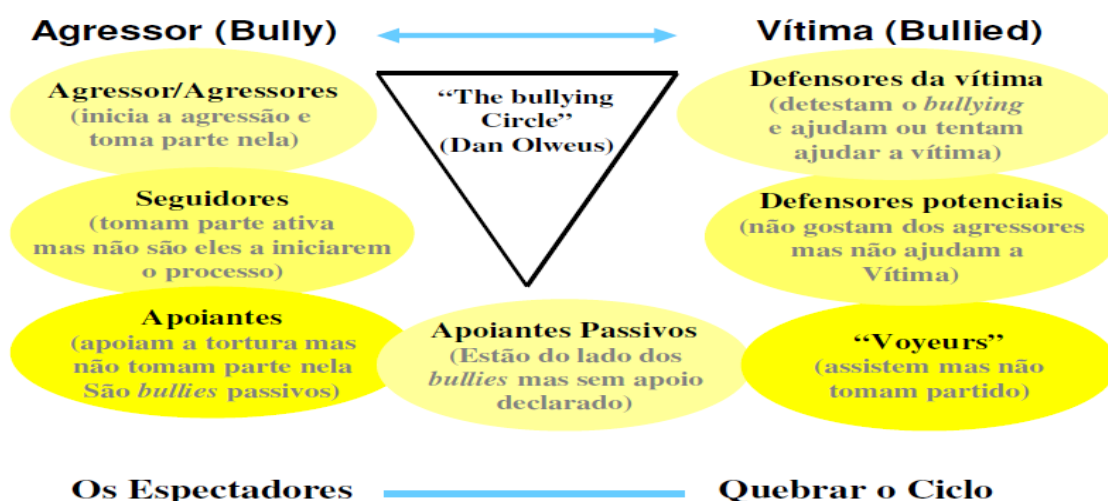 Agressor (Bully)
Vítima (Bullied)
Agressor/Agressores
(inicia a agressão e
toma parte nela)
Seguidores
(tomam parte ativa
mas não são eles a iniciarem
o processo)
Apoiantes
(apoiam a tortura mas
não tomam parte nela
São bullies passivos)
“The bullying
Circle”
(Dan Olweus)
Apoiantes Passivos
(Estão do lado dos
bullies mas sem apoio
declarado)
Defensores da vítima
(detestam o bullying
e ajudam ou tentam
ajudar a vítima)
Defensores potenciais
(não gostam dos agressores
mas não ajudam a
Vítima)
“Voyeurs”
(assistem mas não
tomam partido)
Os Espectadores
Quebrar o Ciclo